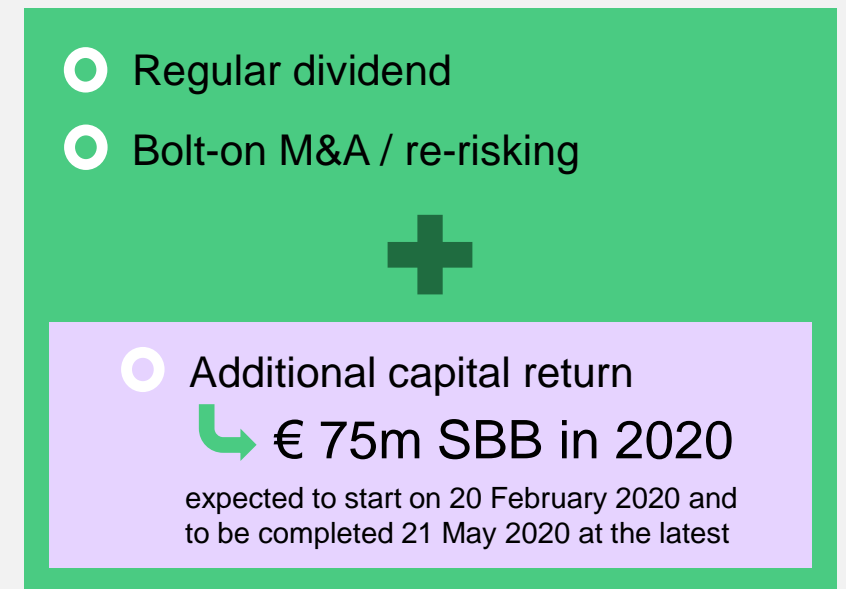 Regular dividend
Bolt-on M&A / re-risking
Additional capital return
€ 75m SBB in 2020
expected to start on 20 February 2020 and
to be completed 21 May 2020 at the latest